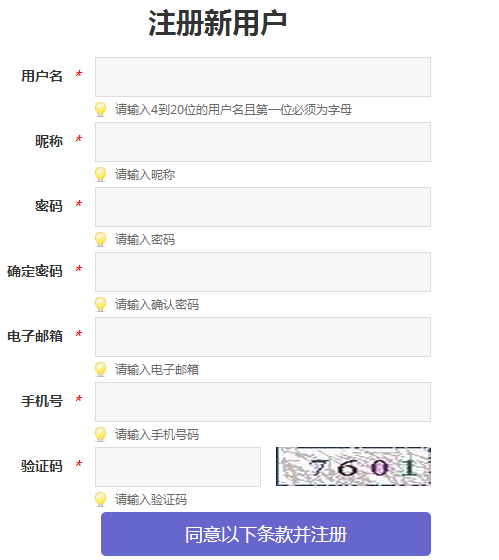 注册新用户
用户名 *
请输入4到20位的用户名且第一位必须为字母
昵称 *
请输入昵称
密码 *
请输入密码
确定密码 *
请输入确认密码
电子邮箱 *
请输入电子邮箱
手机号 *
请输入手机号码
验证码 * 7601
请输入验证码
同意以下条款并注册